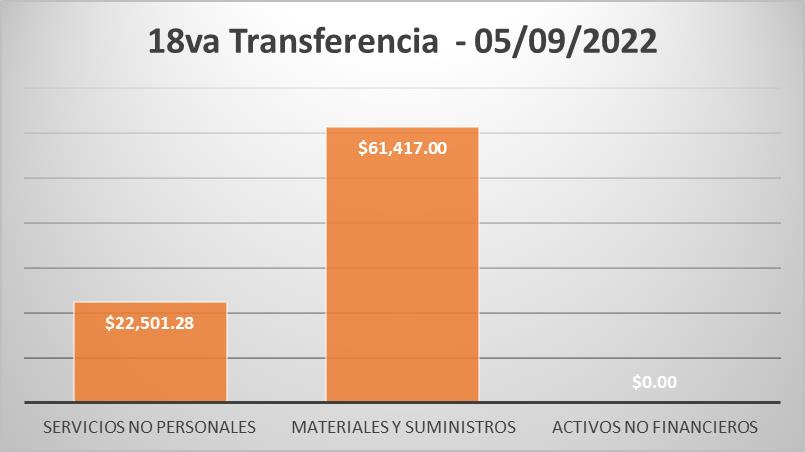 18va Transferencia - 05/09/2022
$61,417.00
$22,501.28
$0.00
SERVICIOS NO PERSONALES MATERIALES Y SUMINISTROS ACTIVOS NO FINANCIEROS